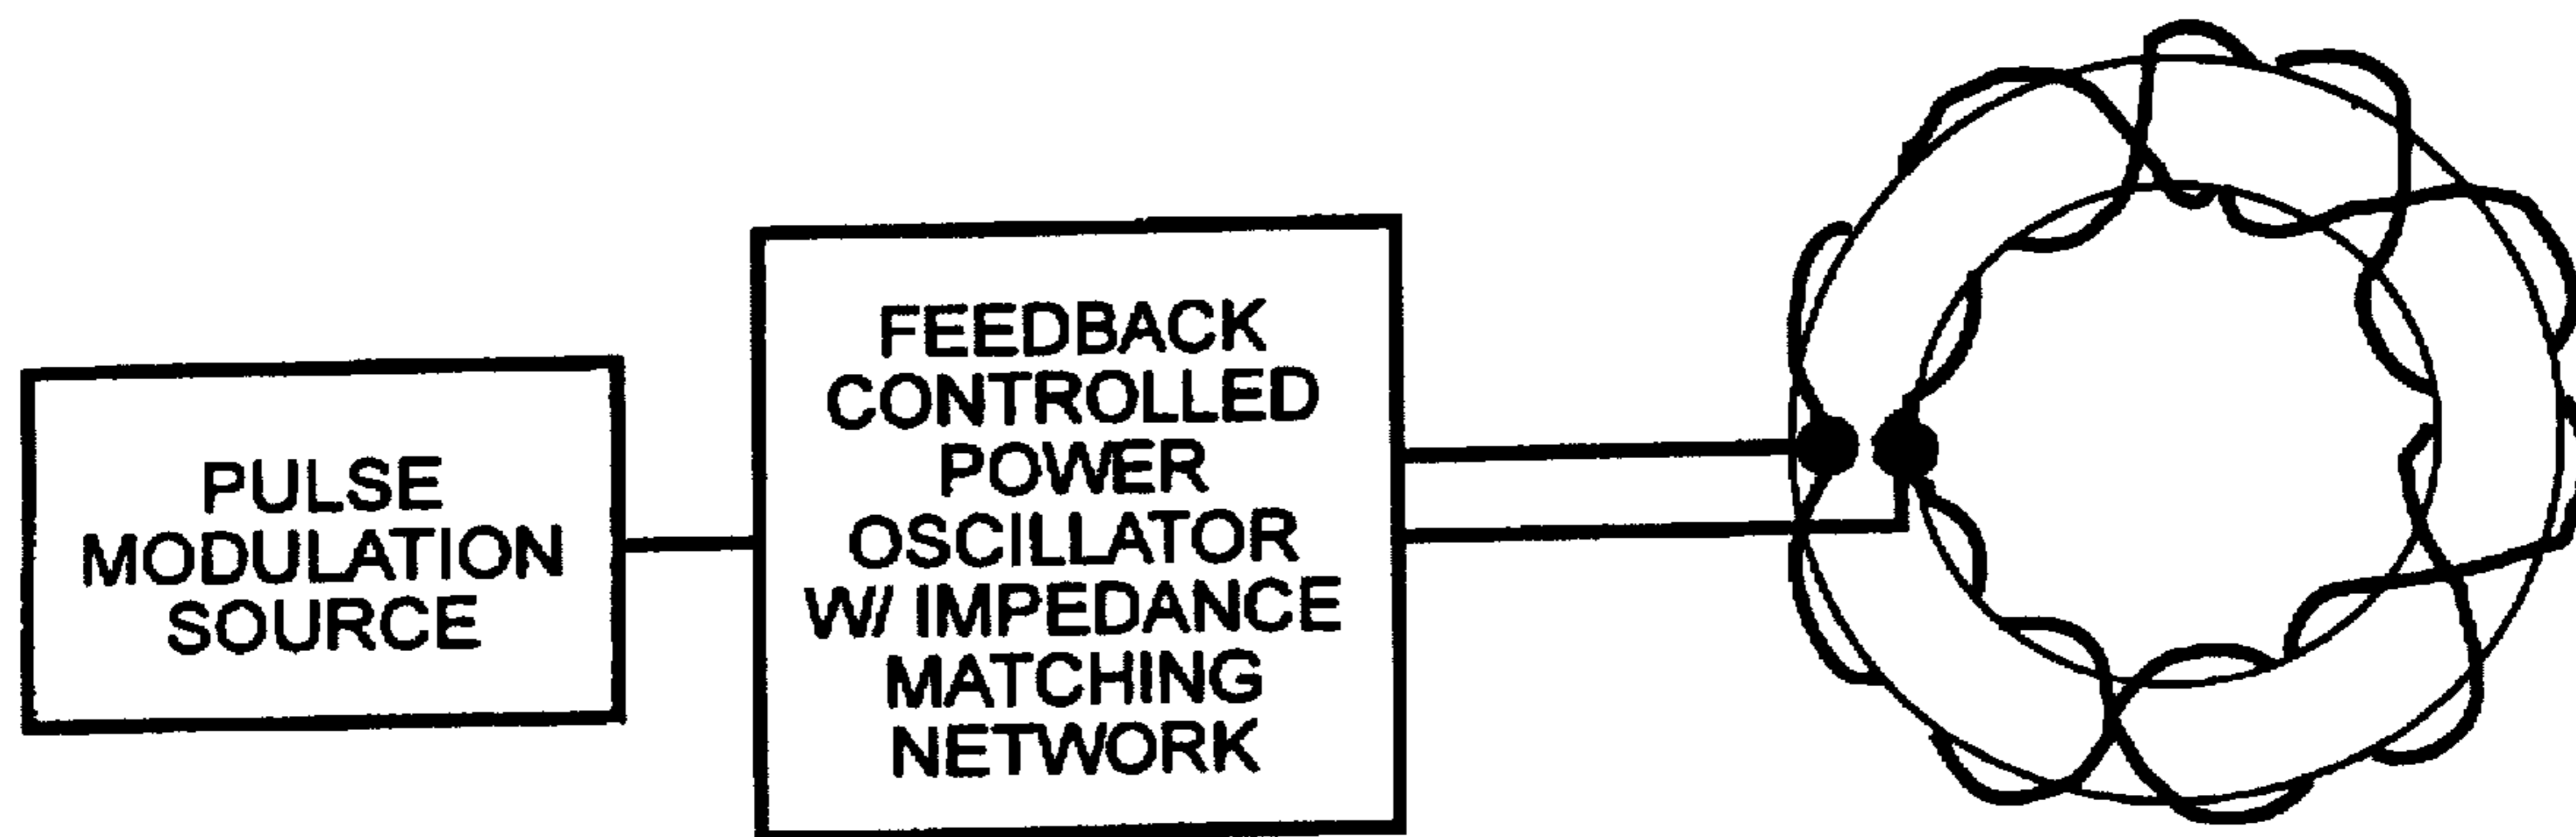 PULSE
MODULATION
SOURCE
FEEDBACK
CONTROLLED
POWER
OSCILLATOR
W/ IMPEDANCE
MATCHING
NETWORK